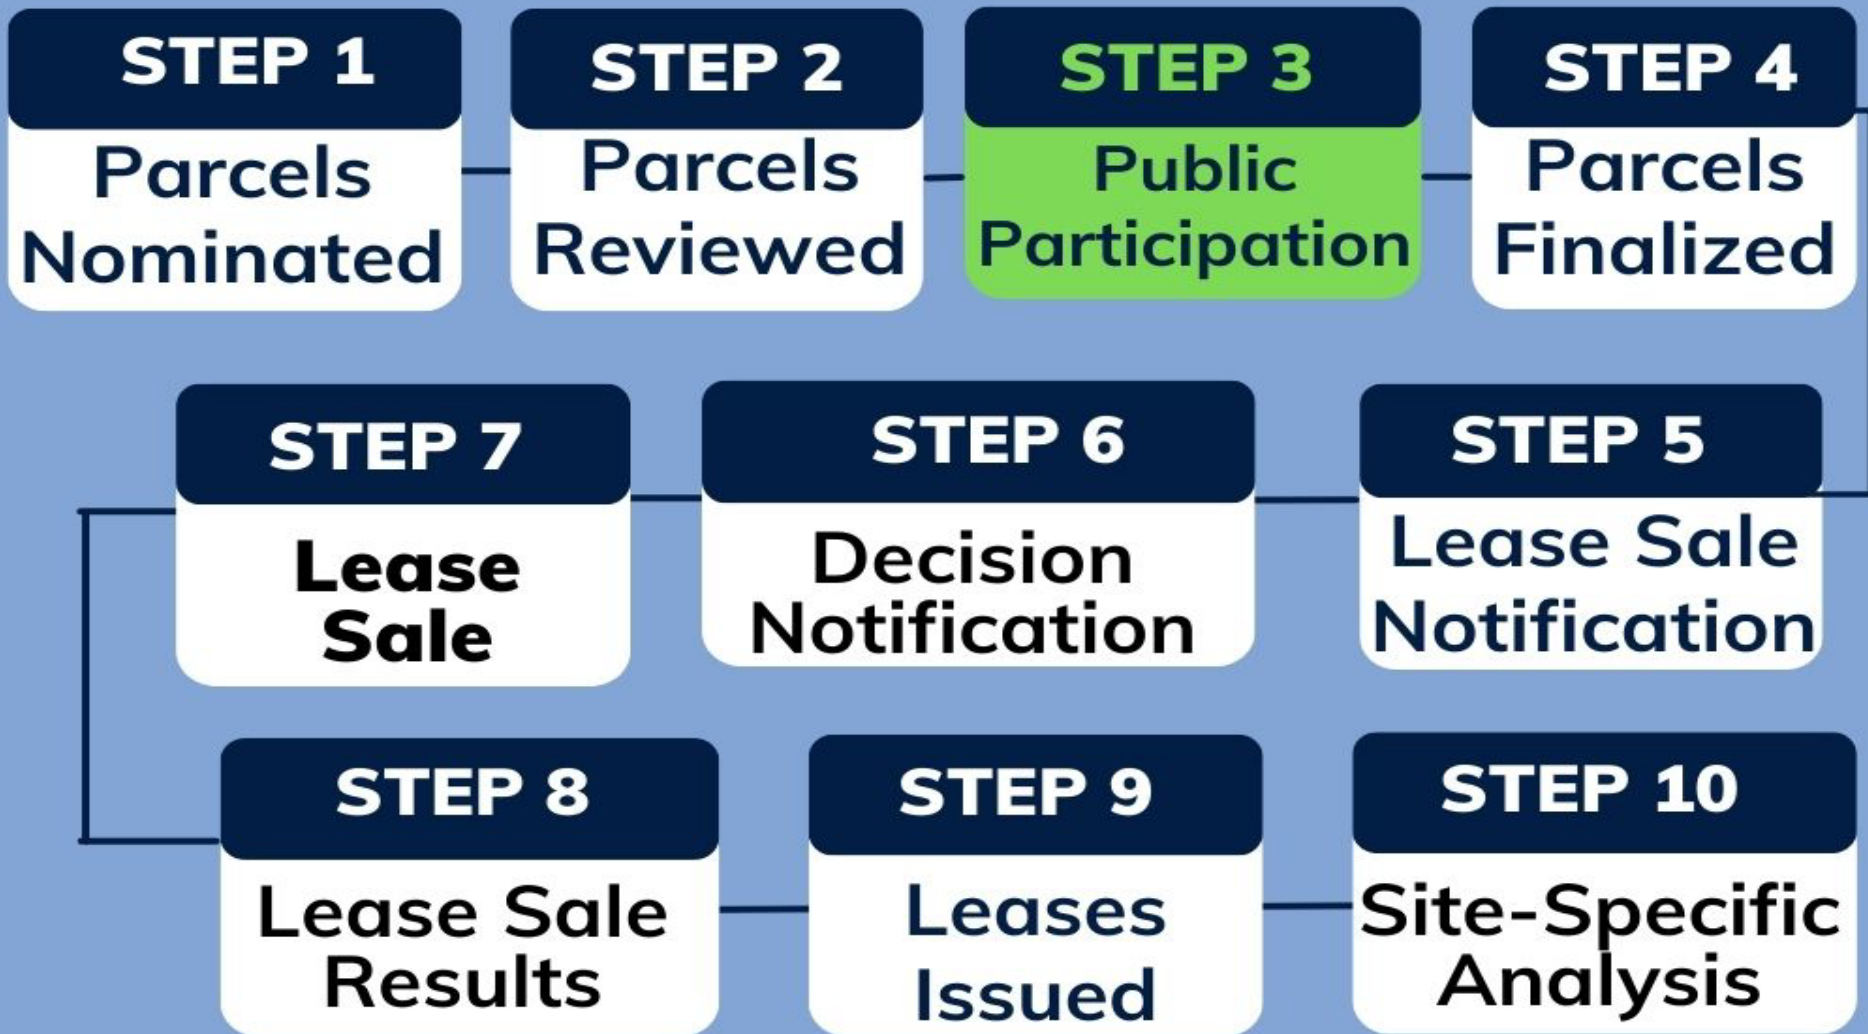 STEP 1
Parcels
Nominated
STEP 2
Parcels
Reviewed
STEP 3
Public
Participation
STEP 4
Parcels
Finalized
STEP 5
Lease Sale
Notification
STEP 6
Decision
Notification
STEP 7
Lease
Sale
STEP 8
Lease Sale
Results
STEP 9
Leases
Issued
STEP 10
Site-Specific
Analysis